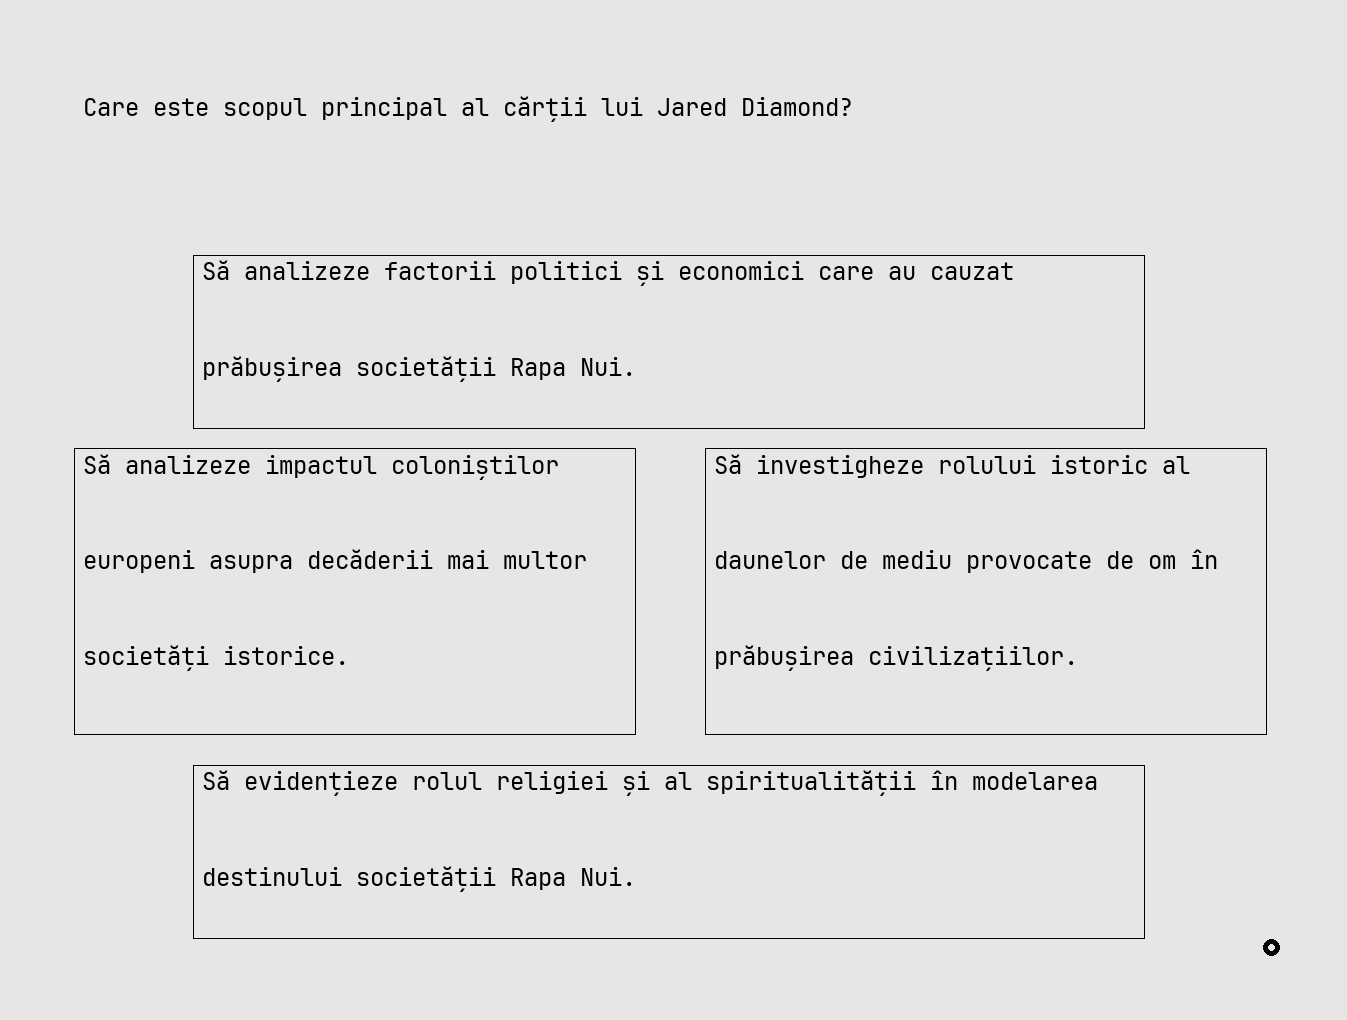 Care este scopul principal al cărții lui Jared Diamond?
Să analizeze factorii politici și economici care au cauzat
prăbușirea societății Rapa Nui.
Să analizeze impactul coloniștilor
europeni asupra decăderii mai multor
societăți istorice.
Să investigheze rolului istoric al
daunelor de mediu provocate de om în
prăbușirea civilizațiilor.
Să evidențieze rolul religiei și al spiritualității în modelarea
destinului societății Rapa Nui.